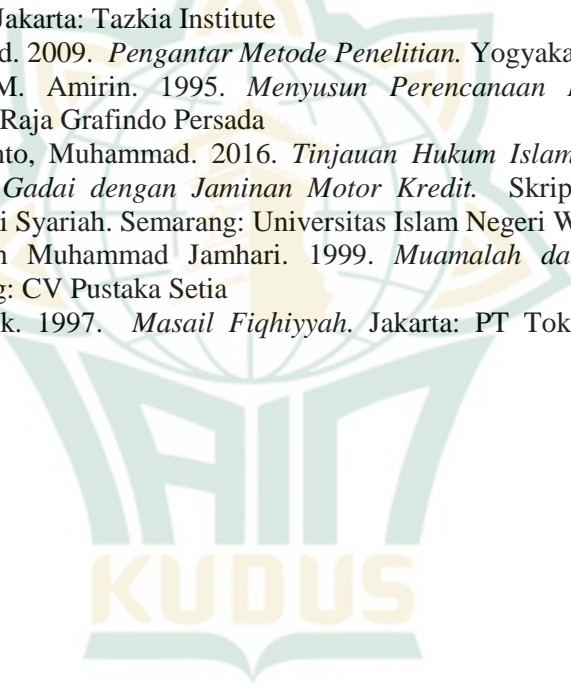 Jakarta: Tazkia Institute
d. 2009. Pengantar Metode Penelitian. Yogyaka
M. Amirin. 1995. Menyusun Perencanaan
Raja Grafindo Persada
nto, Muhammad. 2016. Tinjauan Hukum Islam
Gadai dengan Jaminan Motor Kredit. Skrip
i Syariah. Semarang: Universitas Islam Negeri W
n Muhammad Jamhari. 1999. Muamalah da
g: CV Pustaka Setia
k. 1997. Masail Fiqhiyyah. Jakarta: PT Tok
IAIN
KUDUS